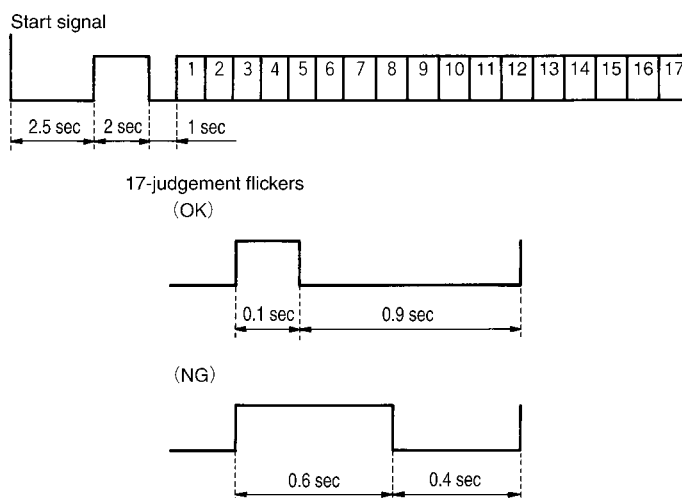 Start signal
1 2 3 4 5 6 7 8 9 10 11 12 13 14 15 16 17
2.5 sec 2 sec 1 sec
17-judgement flickers
(OK)
0.1 sec 0.9 sec
(NG)
0.6 sec 0.4 sec